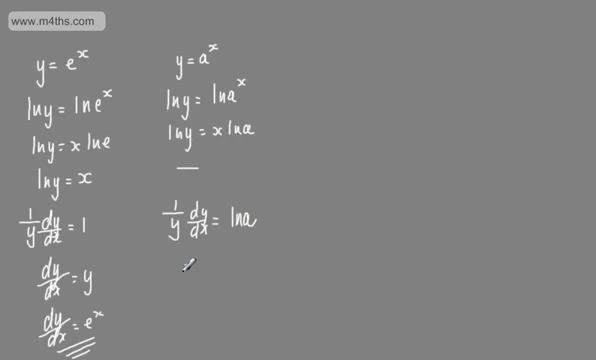 www.m4ths.com
y = e^x
ln y = ln e^x
ln y = x ln e
ln y = x
1/y dy/dx = 1
dy/dx = y
dy/dx = e^x
y = a^x
ln y = ln a^x
ln y = x ln a
—
1/y dy/dx = ln a